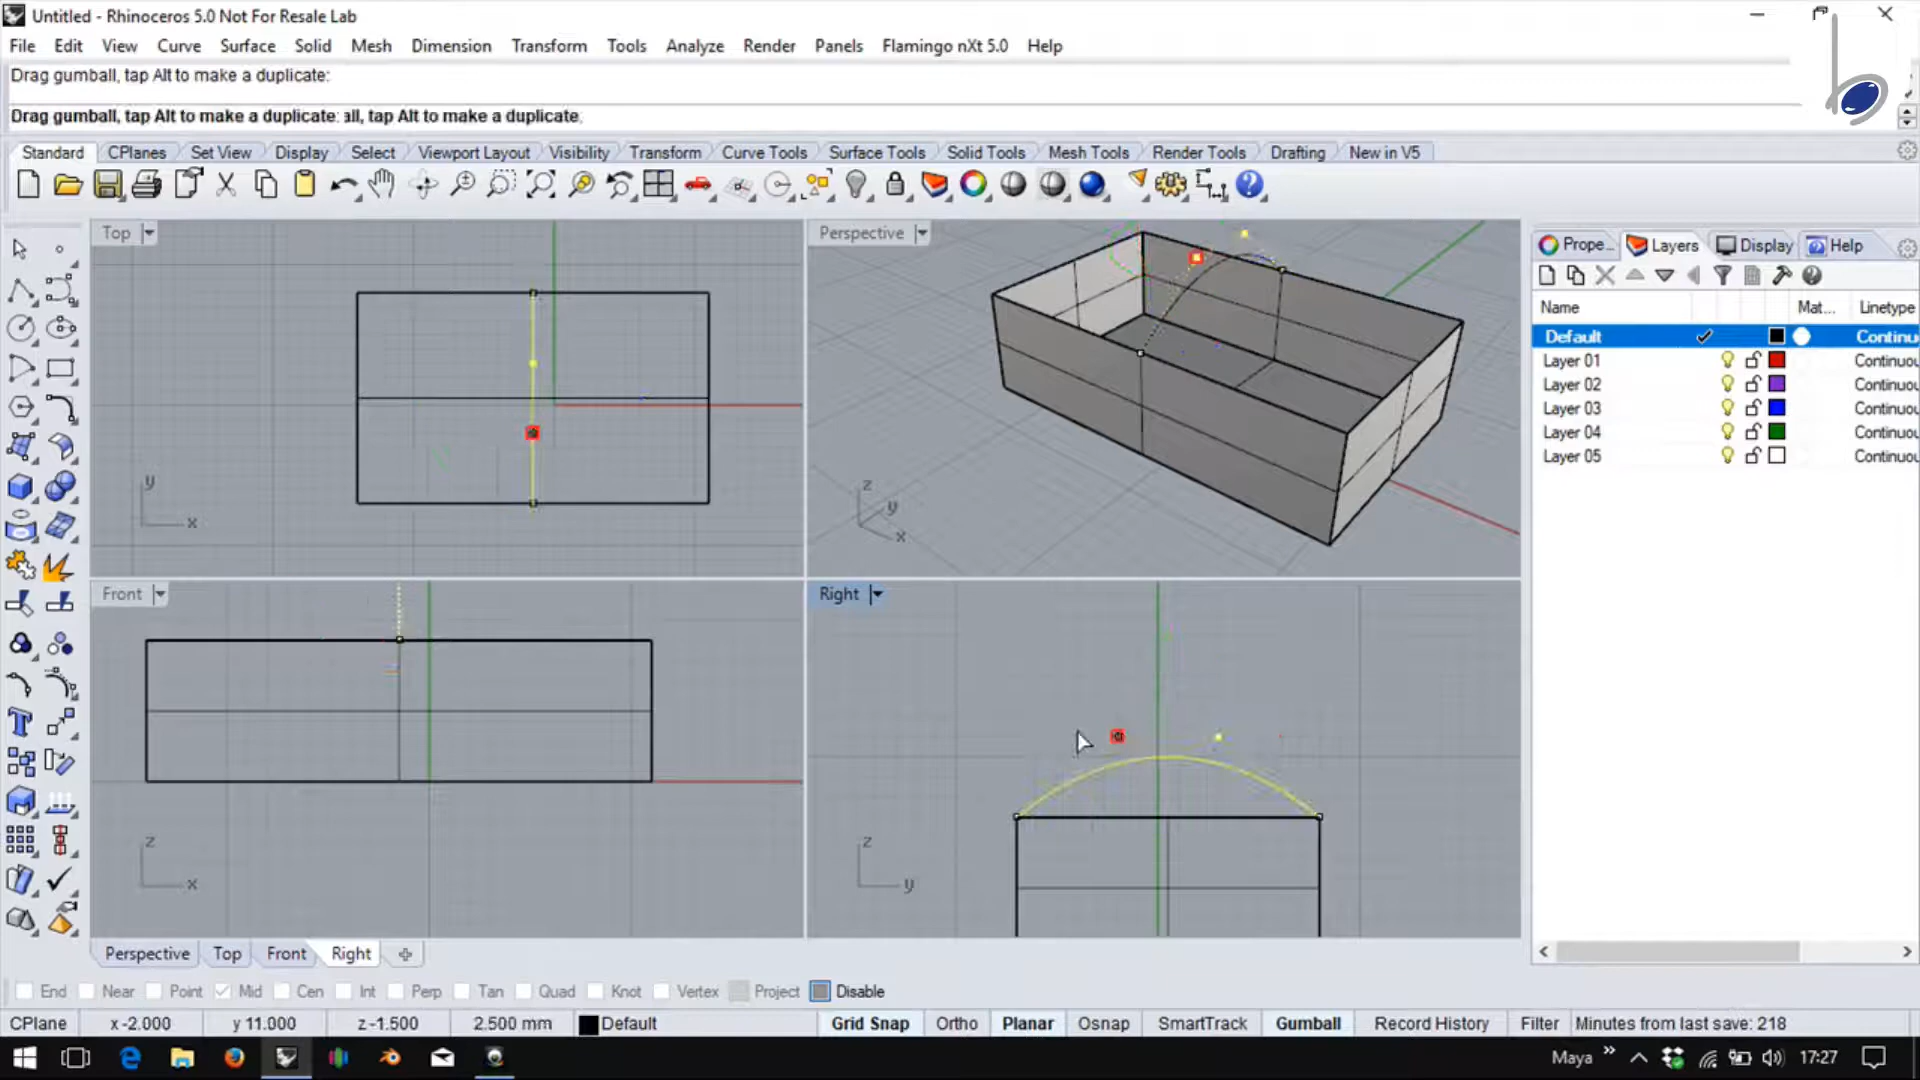 Untitled - Rhinoceros 5.0 Not For Resale Lab
File Edit View Curve Surface Solid Mesh Dimension Transform Tools Analyze Render Panels Flamingo nXt 5.0 Help
Drag gumball, tap Alt to make a duplicate:
Drag gumball, tap Alt to make a duplicate: all, tap Alt to make a duplicate:
Standard CPlanes Set View Display Select Viewport Layout Visibility Transform Curve Tools Surface Tools Solid Tools Mesh Tools Render Tools Drafting New in V5
Top
Perspective
Prope... Layers Display Help
Name Mat... Linetype
Default Continuo
Layer 01 Continuou
Layer 02 Continuou
Layer 03 Continuou
Layer 04 Continuou
Layer 05 Continuou
y
x
z
y
x
Front
Right
z
x
z
y
Perspective Top Front Right
End Near Point Mid Cen Int Perp Tan Quad Knot Vertex Project Disable
CPlane x -2.000 y 11.000 z -1.500 2.500 mm Default Grid Snap Ortho Planar Osnap SmartTrack Gumball Record History Filter Minutes from last save: 218
Maya » 17:27